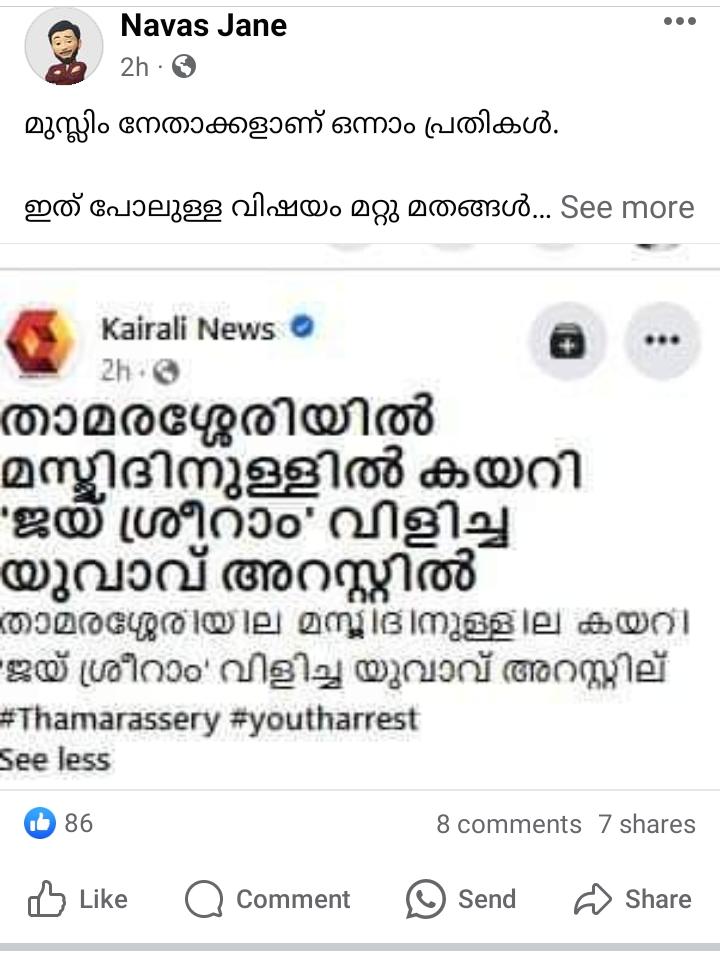 Navas Jane
2h ·
മുസ്ലിം നേതാക്കളാണ് ഒന്നാം പ്രതികൾ.
ഇത് പോലുള്ള വിഷയം മറ്റു മതങ്ങൾ... See more
Kairali News
2h ·
താമരശ്ശേരിയിൽ
മസ്ജിദിനുള്ളിൽ കയറി
'ജയ് ശ്രീറാം' വിളിച്ച
യുവാവ് അറസ്റ്റിൽ
താമരശ്ശേരിയില മസ്ജിദിനുള്ളില കയറി
'ജയ് ശ്രീറാം' വിളിച്ച യുവാവ് അറസ്റ്റില്
#Thamarassery #youtharrest
See less
86 8 comments 7 shares
Like Comment Send Share